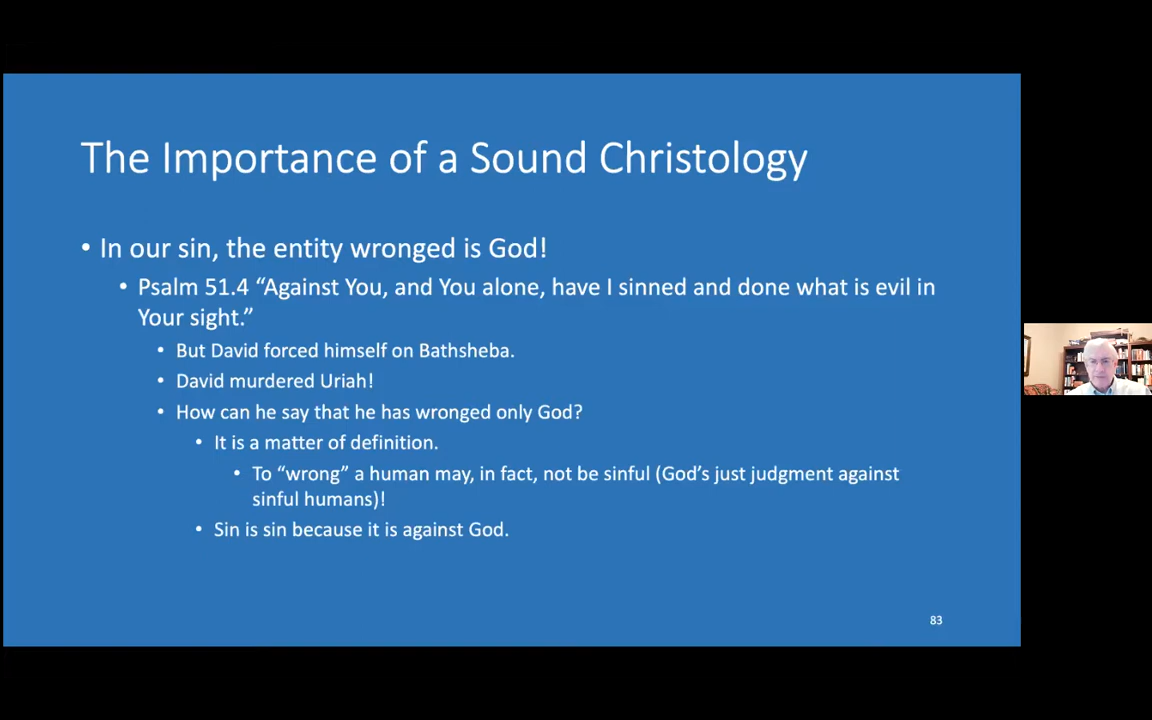 The Importance of a Sound Christology
• In our sin, the entity wronged is God!
• Psalm 51.4 “Against You, and You alone, have I sinned and done what is evil in
Your sight.”
• But David forced himself on Bathsheba.
• David murdered Uriah!
• How can he say that he has wronged only God?
• It is a matter of definition.
• To “wrong” a human may, in fact, not be sinful (God’s just judgment against
sinful humans)!
• Sin is sin because it is against God.
83